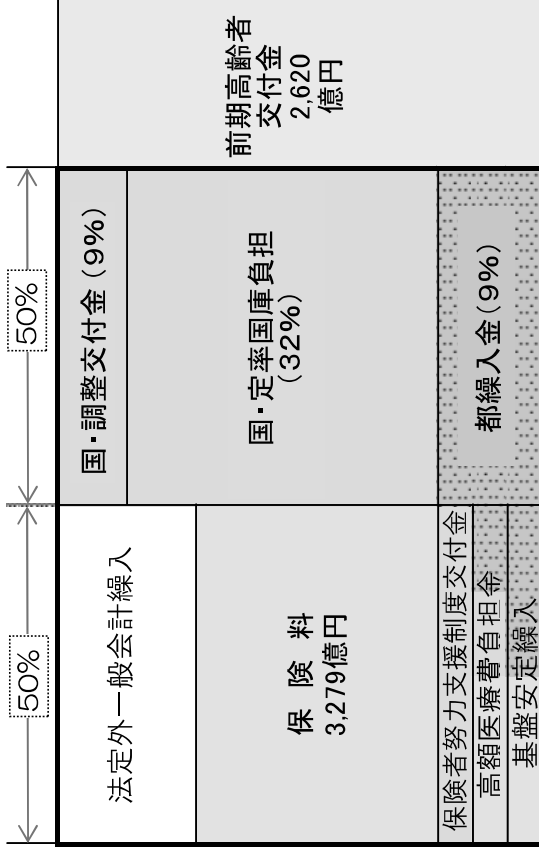 50%
50%
法定外一般会計繰入
保険料
3,279億円
保険者努力支援制度交付金
高額医療費負担金
基盤安定繰入
国・調整交付金(9%)
国・定率国庫負担
(32%)
都繰入金(9%)
前期高齢者
交付金
2,620
億円